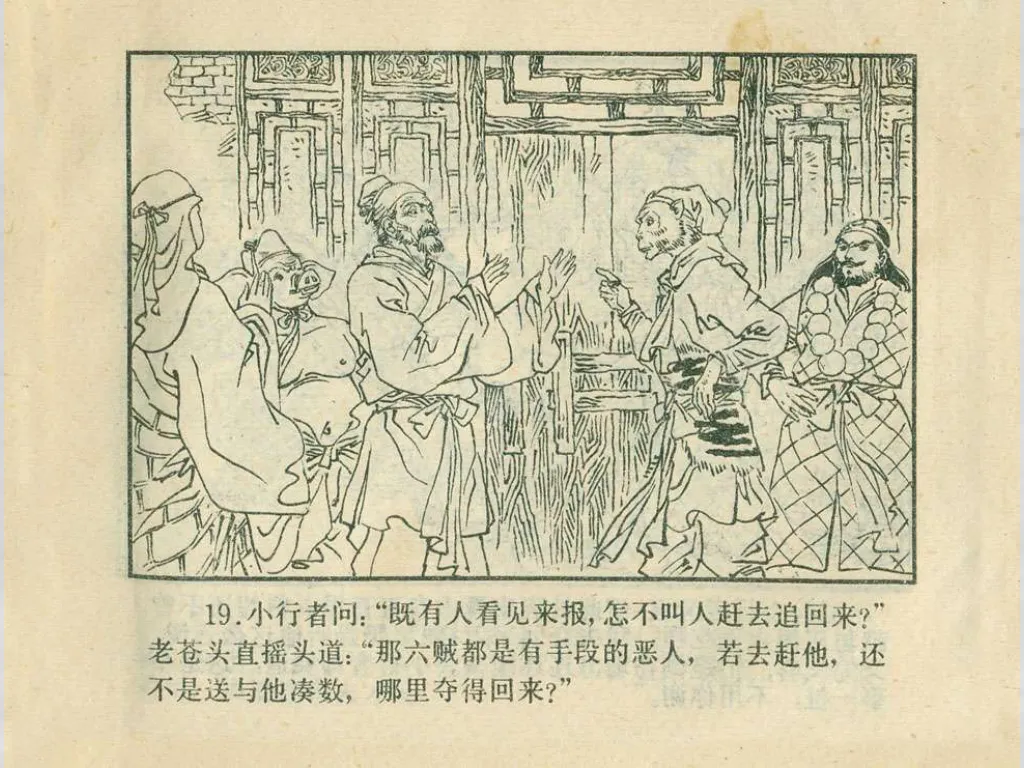 19.小行者问:“既有人看见来报,怎不叫人赶去追回来?”
老苍头直摇头道:“那六贼都是有手段的恶人, 若去赶他, 还
不是送与他凑数, 哪里夺得回来?”